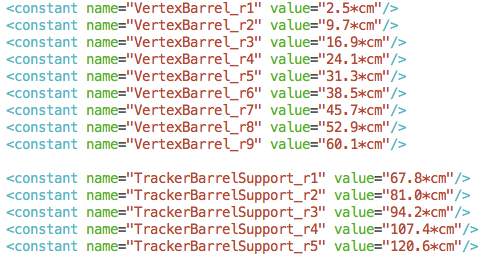 <constant name="VertexBarrel_r1" value="2.5*cm"/>
<constant name="VertexBarrel_r2" value="9.7*cm"/>
<constant name="VertexBarrel_r3" value="16.9*cm"/>
<constant name="VertexBarrel_r4" value="24.1*cm"/>
<constant name="VertexBarrel_r5" value="31.3*cm"/>
<constant name="VertexBarrel_r6" value="38.5*cm"/>
<constant name="VertexBarrel_r7" value="45.7*cm"/>
<constant name="VertexBarrel_r8" value="52.9*cm"/>
<constant name="VertexBarrel_r9" value="60.1*cm"/>

<constant name="TrackerBarrelSupport_r1" value="67.8*cm"/>
<constant name="TrackerBarrelSupport_r2" value="81.0*cm"/>
<constant name="TrackerBarrelSupport_r3" value="94.2*cm"/>
<constant name="TrackerBarrelSupport_r4" value="107.4*cm"/>
<constant name="TrackerBarrelSupport_r5" value="120.6*cm"/>